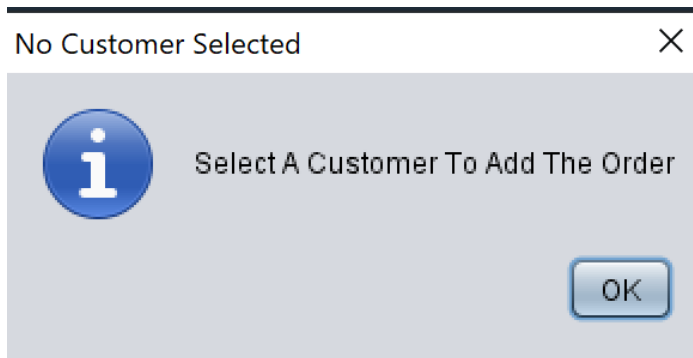 No Customer Selected
Select A Customer To Add The Order
OK